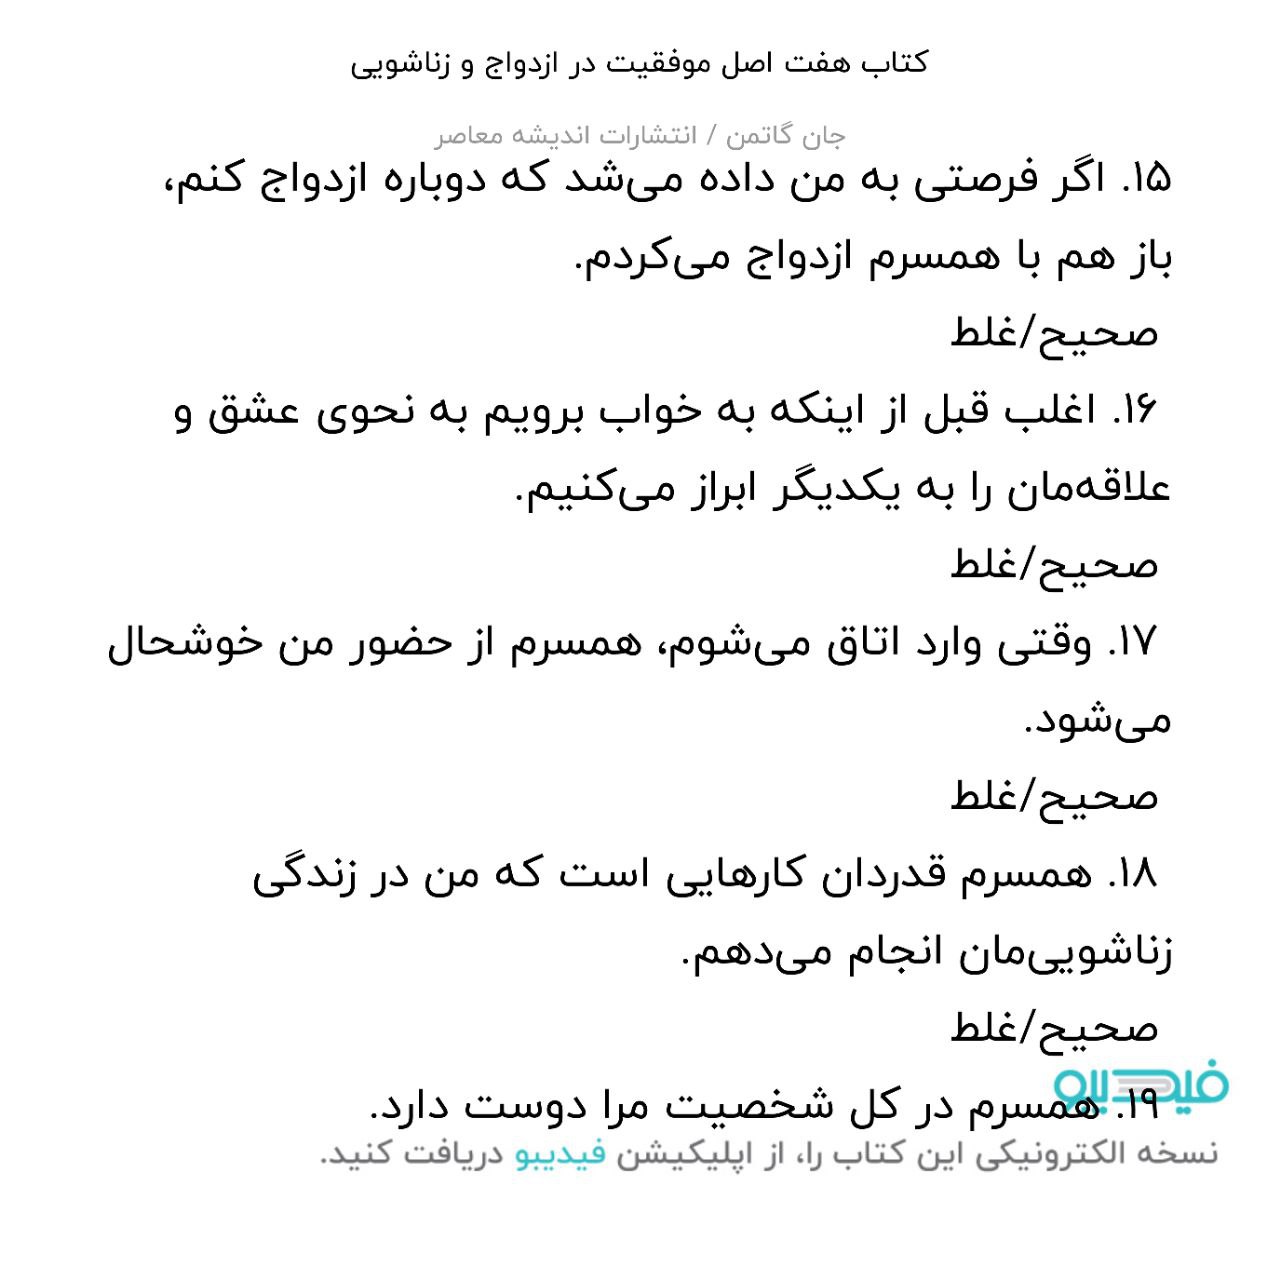 کتاب هفت اصل موفقیت در ازدواج و زناشویی
جان گاتمن / انتشارات اندیشه معاصر
۱۵. اگر فرصتی به من داده می‌شد که دوباره ازدواج کنم،
باز هم با همسرم ازدواج می‌کردم.
صحیح/غلط
۱۶. اغلب قبل از اینکه به خواب برویم به نحوی عشق و
علاقه‌مان را به یکدیگر ابراز می‌کنیم.
صحیح/غلط
۱۷. وقتی وارد اتاق می‌شوم، همسرم از حضور من خوشحال
می‌شود.
صحیح/غلط
۱۸. همسرم قدردان کارهایی است که من در زندگی
زناشویی‌مان انجام می‌دهم.
صحیح/غلط
فیدیبو
۱۹. همسرم در کل شخصیت مرا دوست دارد.
نسخه الکترونیکی این کتاب را، از اپلیکیشن فیدیبو دریافت کنید.